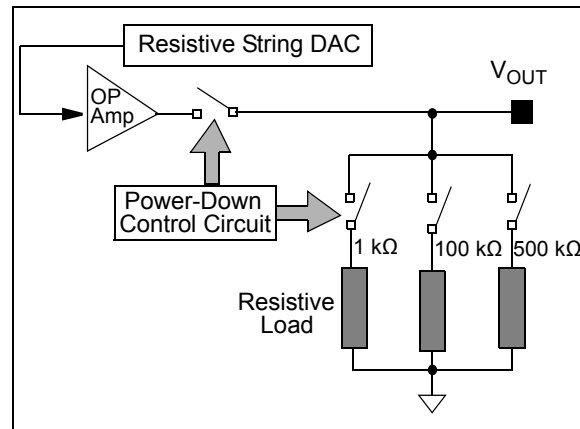 Resistive String DAC
VOUT
OP
Amp
Power-Down
Control Circuit
1 kΩ
100 kΩ
500 kΩ
Resistive
Load